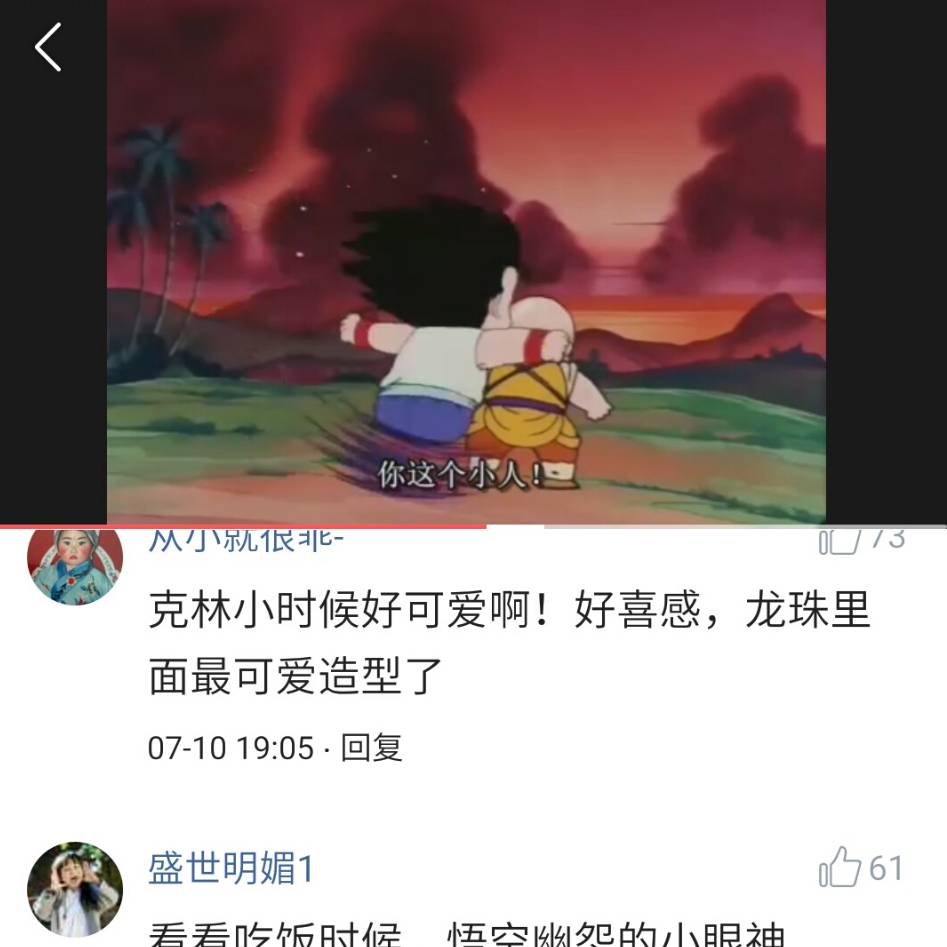 你这个小人！
从小就很乖-
73
克林小时候好可爱啊！好喜感，龙珠里
面最可爱造型了
07-10 19:05 · 回复
盛世明媚1
61
看看吃饭时候，悟空幽怨的小眼神